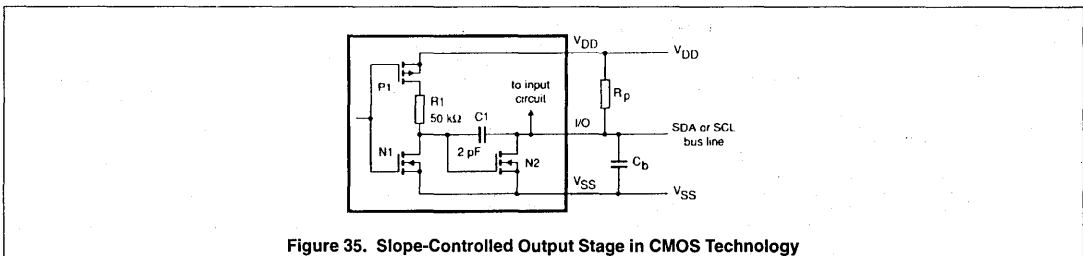 VDD
VDD
P1
to input
circuit
Rp
R1
50 kΩ
C1
I/O
SDA or SCL
bus line
N1
2 pF
N2
Cb
VSS
VSS
Figure 35. Slope-Controlled Output Stage in CMOS Technology